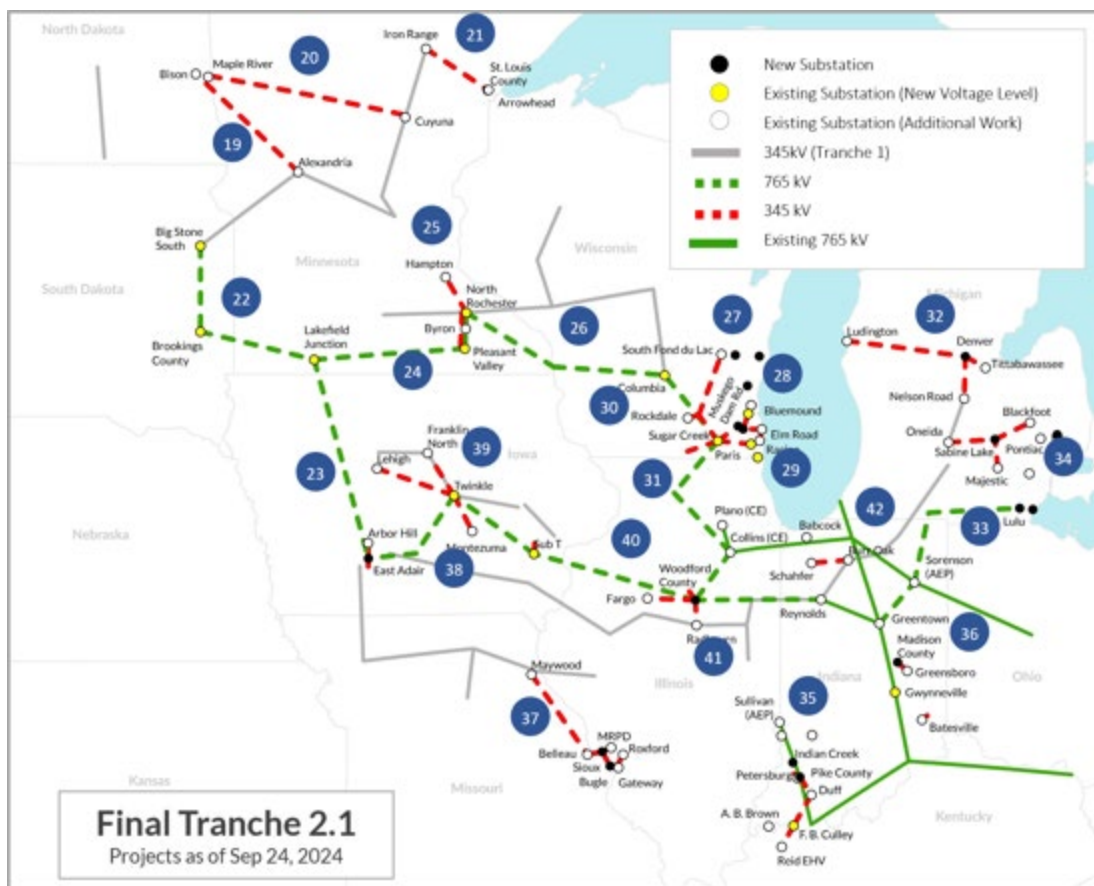 North Dakota
20
Iron Range
21
Bison
Maple River
St. Louis
County
Arrowhead
Cuyuna
19
Alexandria
New Substation
Existing Substation (New Voltage Level)
Existing Substation (Additional Work)
345kV (Tranche 1)
765 kV
345 kV
Existing 765 kV
Big Stone
South
25
Minnesota
Wisconsin
Hampton
South Dakota
22
North
Rochester
Michigan
Brookings
County
Lakefield
Junction
Byron
26
27
32
Ludington
Denver
24
Pleasant
Valley
South Fond du Lac
Tittabawassee
28
Columbia
Nelson Road
30
Rockdale
Muskego
Dam Rd
Bluemound
Blackfoot
Franklin
North
39
Iowa
Sugar Creek
Elm Road
Oneida
Pontiac
34
Lehigh
Paris
Sabine Lake
23
Twinkle
31
29
Majestic
Plano (CE)
42
Nebraska
Arbor Hill
Montezuma
Sub T
40
Babcock
33
Lulu
Collins (CE)
East Adair
38
Woodford
County
Schahfer
Sorenson
(AEP)
Fargo
Reynolds
Greentown
36
41
Madison
County
Maywood
Illinois
Indiana
Greensboro
Ohio
Sullivan
(AEP)
35
Gwynneville
37
Batesville
MRPD
Belleau
Roxford
Indian Creek
Sioux
Petersburg
Pike County
Bugle
Gateway
Duff
Kansas
Missouri
A. B. Brown
Kentucky
F. B. Culley
Reid EHV
Final Tranche 2.1
Projects as of Sep 24, 2024